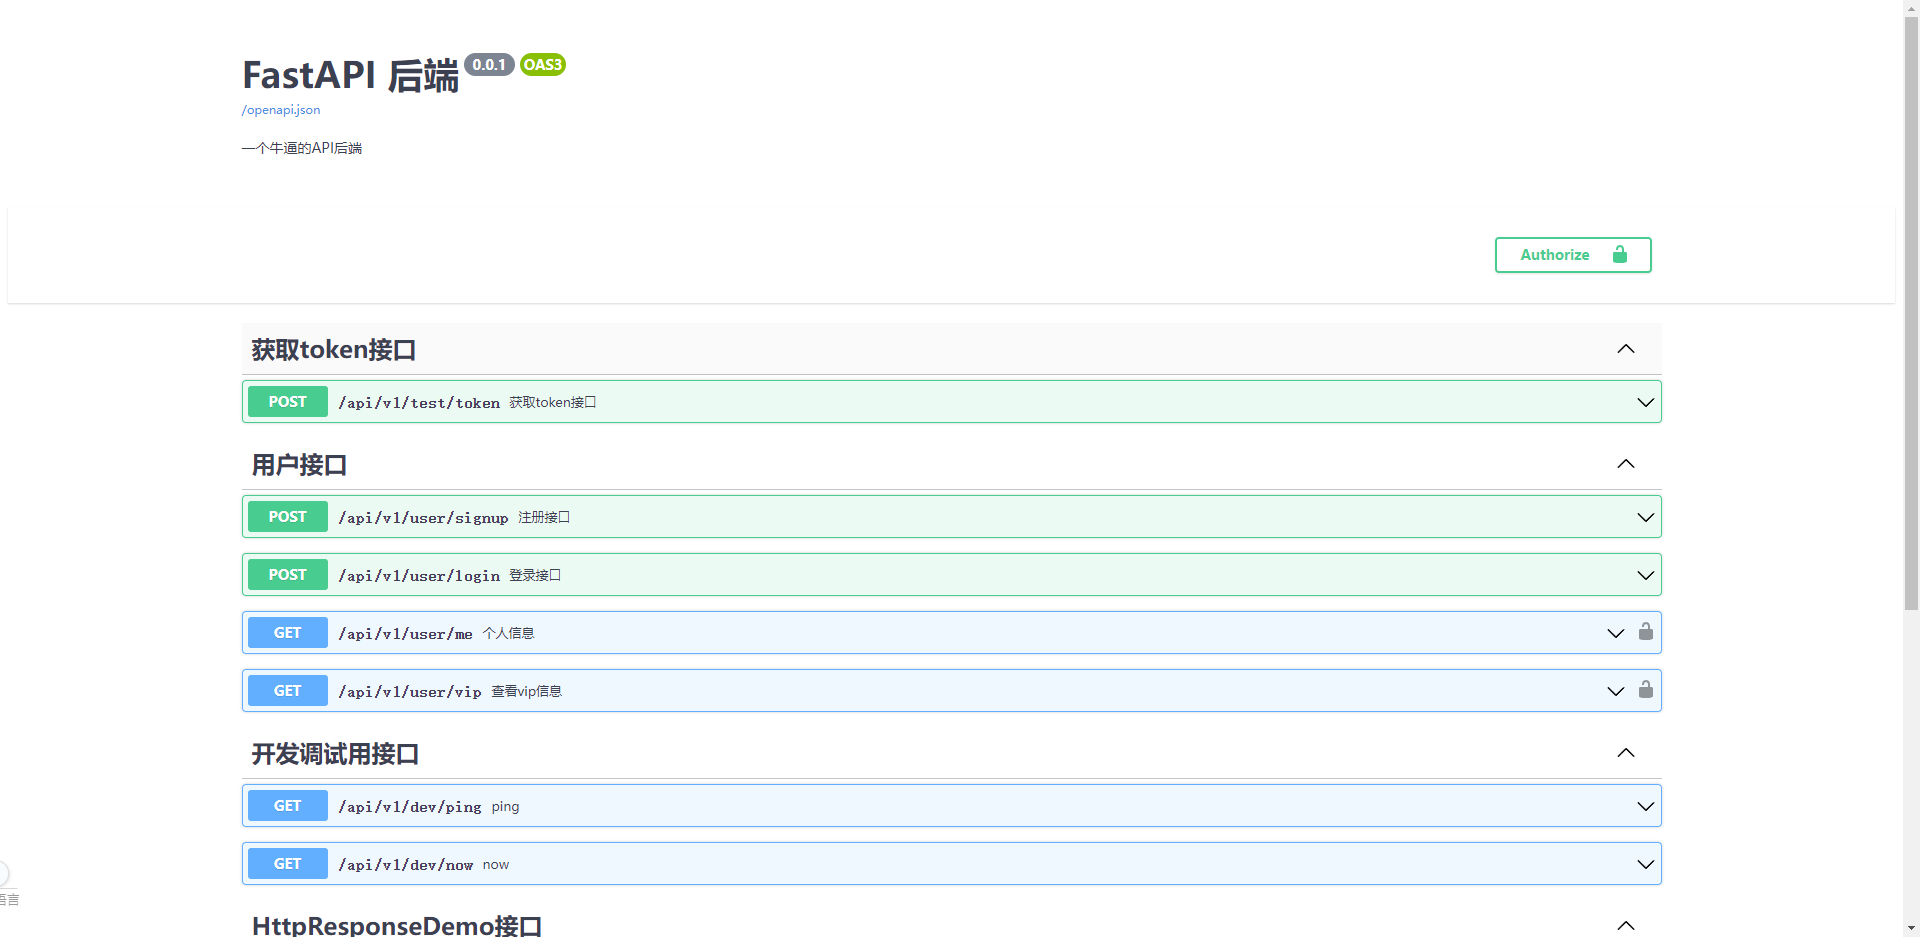 FastAPI 后端 0.0.1 OAS3
/openapi.json
一个牛逼的API后端
Authorize
获取token接口
POST /api/v1/test/token 获取token接口
用户接口
POST /api/v1/user/signup 注册接口
POST /api/v1/user/login 登录接口
GET /api/v1/user/me 个人信息
GET /api/v1/user/vip 查看vip信息
开发调试用接口
GET /api/v1/dev/ping ping
GET /api/v1/dev/now now
语言
HttpResponseDemo接口